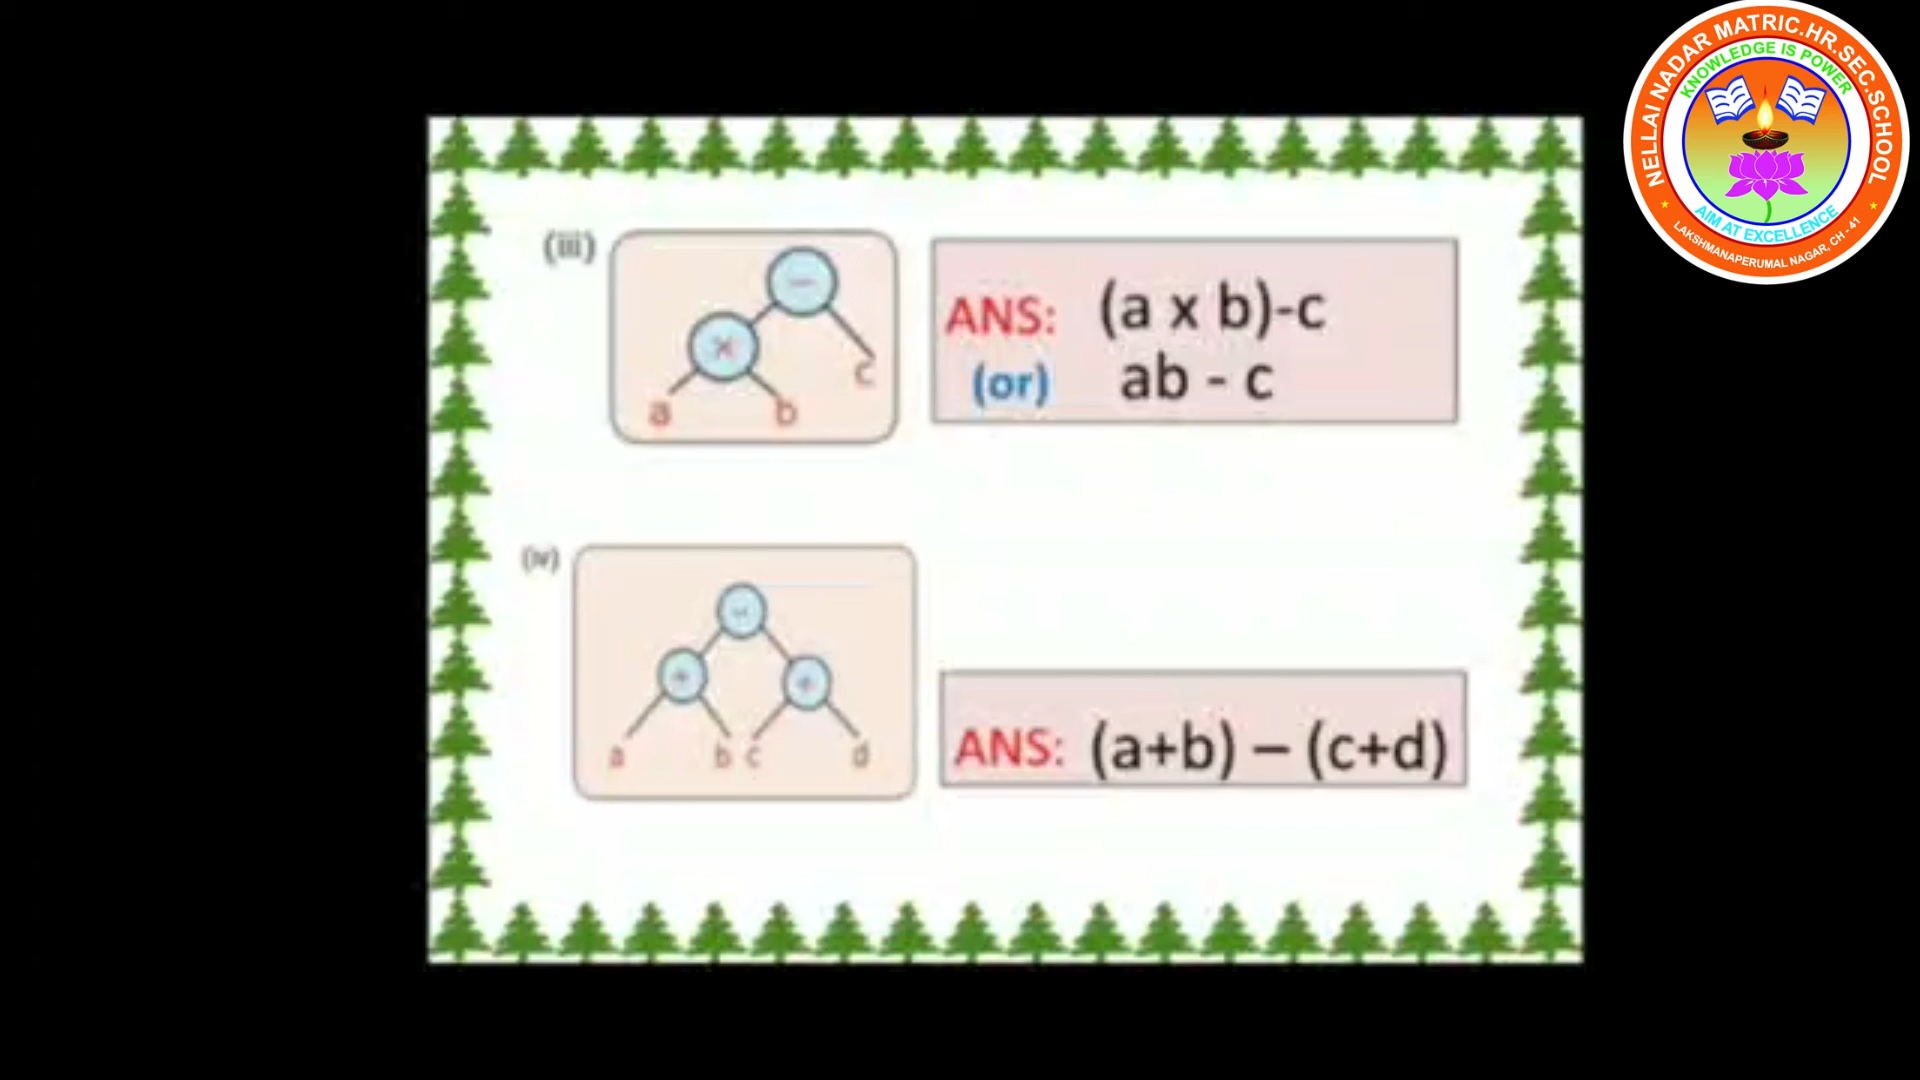 NELLAI NADAR MATRIC.HR.SEC.SCHOOL
KNOWLEDGE IS POWER
AIM AT EXCELLENCE
LAKSHMANAPERUMAL NAGAR, CH - 41
(iii)
−
×
a b c
ANS: (a x b)-c
(or) ab - c
(iv)
−
+ +
a b c d
ANS: (a+b) – (c+d)